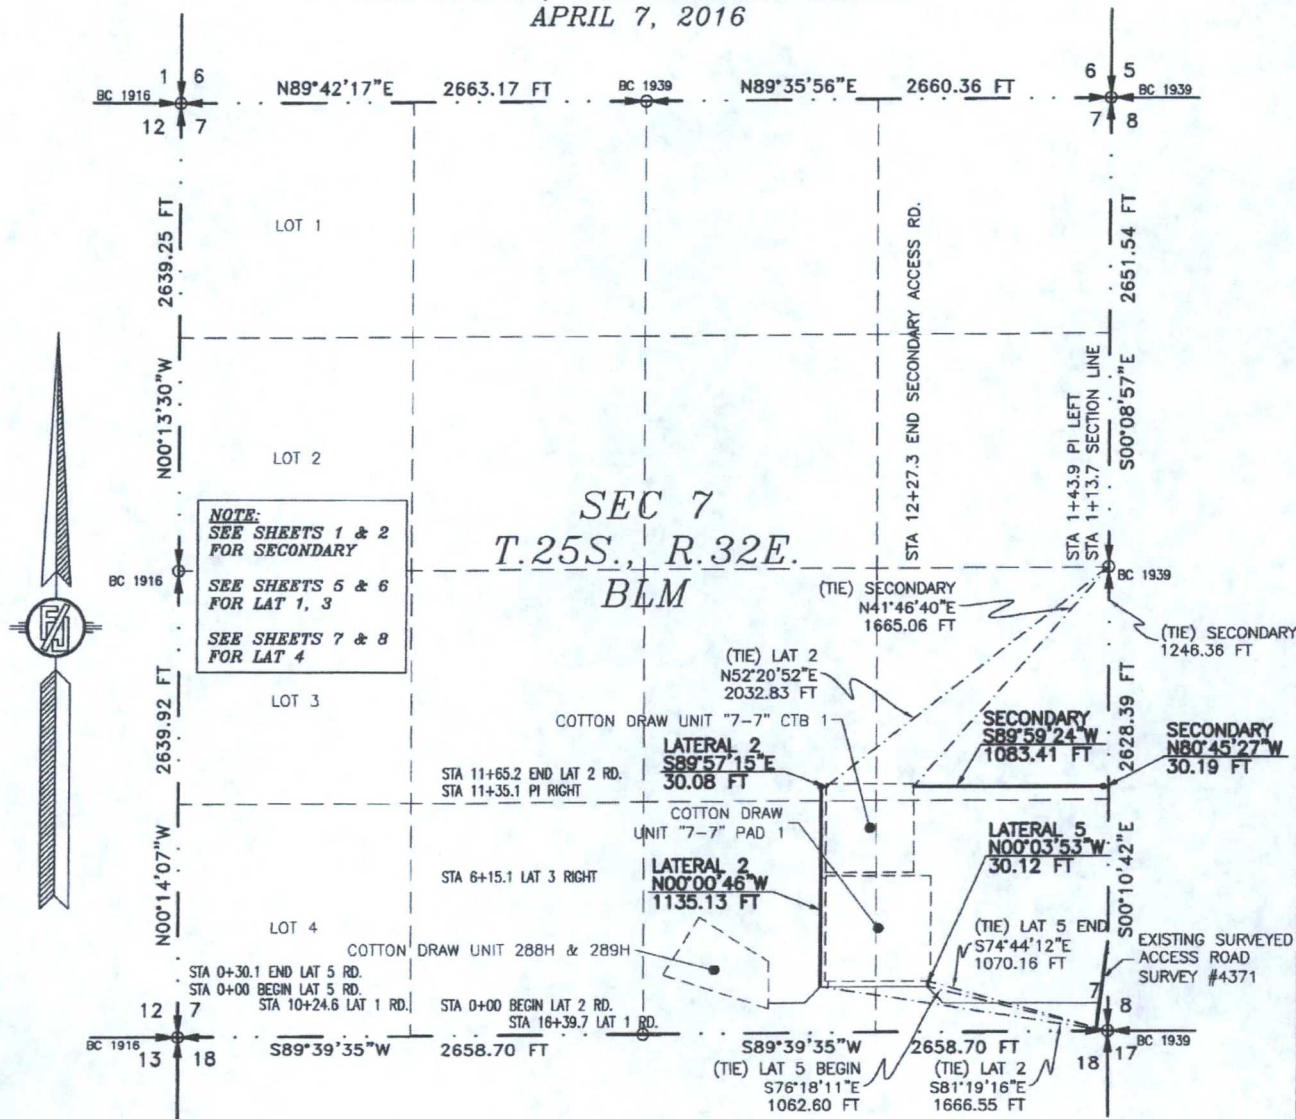 APRIL 7, 2016
1 6
6 5
BC 1916
N89°42'17"E 2663.17 FT
BC 1939
N89°35'56"E 2660.36 FT
BC 1939
12 7
7 8
2639.25 FT
LOT 1
STA 12+27.3 END SECONDARY ACCESS RD.
2651.54 FT
N00°13'30"W
LOT 2
STA 1+43.9 PI LEFT
STA 1+13.7 SECTION LINE
S00°08'57"E
NOTE:
SEE SHEETS 1 & 2
FOR SECONDARY
SEE SHEETS 5 & 6
FOR LAT 1, 3
SEE SHEETS 7 & 8
FOR LAT 4
SEC 7
T.25S., R.32E.
BLM
BC 1916
BC 1939
(TIE) SECONDARY
N41°46'40"E
1665.06 FT
(TIE) SECONDARY
1246.36 FT
(TIE) LAT 2
N52°20'52"E
2032.83 FT
2639.92 FT
LOT 3
COTTON DRAW UNIT "7-7" CTB 1
SECONDARY
S89°59'24"W
1083.41 FT
2628.39 FT
SECONDARY
N80°45'27"W
30.19 FT
LATERAL 2
S89°57'15"E
30.08 FT
STA 11+65.2 END LAT 2 RD.
STA 11+35.1 PI RIGHT
COTTON DRAW
UNIT "7-7" PAD 1
LATERAL 5
N00°03'53"W
30.12 FT
N00°14'07"W
STA 6+15.1 LAT 3 RIGHT
LATERAL 2
N00°00'46"W
1135.13 FT
S00°10'42"E
LOT 4
COTTON DRAW UNIT 288H & 289H
(TIE) LAT 5 END
S74°44'12"E
1070.16 FT
EXISTING SURVEYED
ACCESS ROAD
SURVEY #4371
STA 0+30.1 END LAT 5 RD.
STA 0+00 BEGIN LAT 5 RD.
STA 10+24.6 LAT 1 RD.
STA 0+00 BEGIN LAT 2 RD.
STA 16+39.7 LAT 1 RD.
12 7
7 8
BC 1916
S89°39'35"W 2658.70 FT
S89°39'35"W 2658.70 FT
BC 1939
13 18
18 17
(TIE) LAT 5 BEGIN
S76°18'11"E
1062.60 FT
(TIE) LAT 2
S81°19'16"E
1666.55 FT